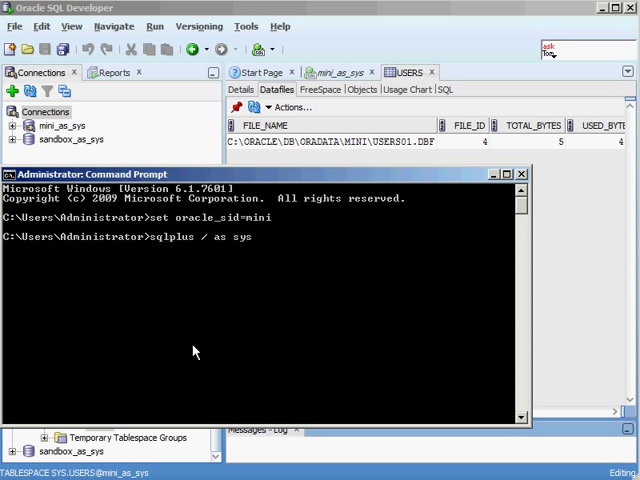 Oracle SQL Developer
File Edit View Navigate Run Versioning Tools Help
ask
Tom
Connections Reports Start Page mini_as_sys USERS
Details Datafiles FreeSpace Objects Usage Chart SQL
Actions...
Connections
mini_as_sys
sandbox_as_sys
FILE_NAME FILE_ID TOTAL_BYTES USED_BYTE
C:\ORACLE\DB\ORADATA\MINI\USERS01.DBF 4 5 4
Administrator: Command Prompt
Microsoft Windows [Version 6.1.7601]
Copyright (c) 2009 Microsoft Corporation. All rights reserved.
C:\Users\Administrator>set oracle_sid=mini
C:\Users\Administrator>sqlplus / as sys
Temporary Tablespace Groups
sandbox_as_sys
Messages - Log
TABLESPACE SYS.USERS@mini_as_sys Editing